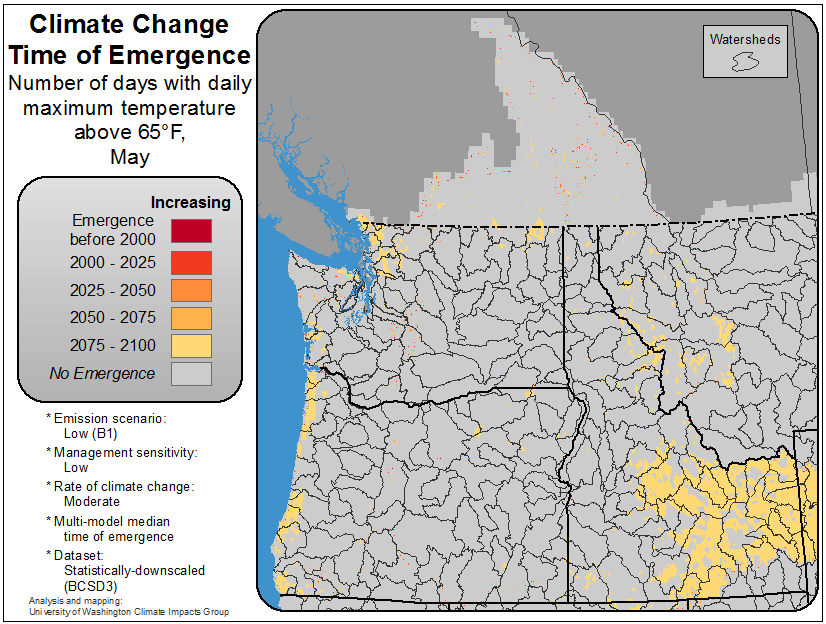 Climate Change
Time of Emergence
Number of days with daily
maximum temperature
above 65°F,
May
Increasing
Emergence
before 2000
2000 - 2025
2025 - 2050
2050 - 2075
2075 - 2100
No Emergence
* Emission scenario:
Low (B1)
* Management sensitivity:
Low
* Rate of climate change:
Moderate
* Multi-model median
time of emergence
* Dataset:
Statistically-downscaled
(BCSD3)
Analysis and mapping:
University of Washington Climate Impacts Group
Watersheds